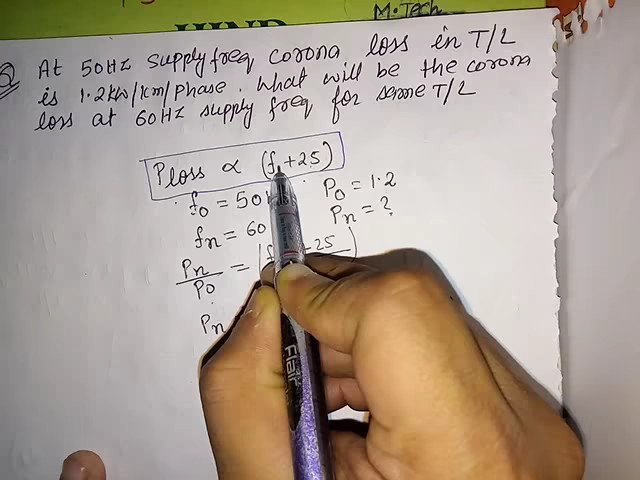 M.Tech
Q At 50HZ supply freq corona loss in T/L
is 1.2kw/km/phase. What will be the corona
loss at 60HZ supply freq for same T/L
Ploss ∝ (f +25)
f0 = 50H P0 = 1.2
fn = 60 Pn = ?
Pn/P0 = +25
Pn
Flair